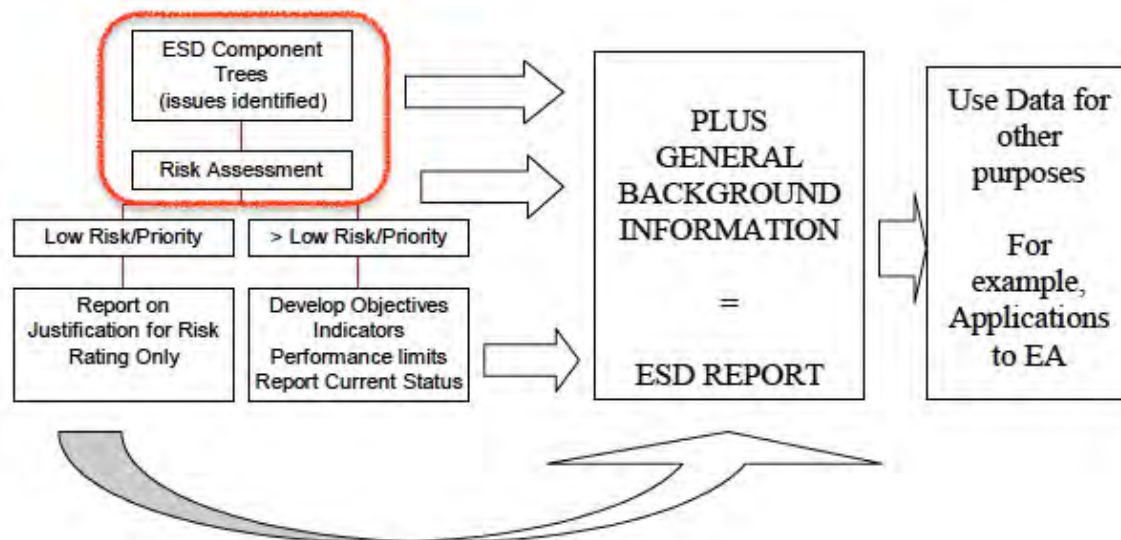 ESD Component
Trees
(issues identified)
Risk Assessment
Low Risk/Priority
> Low Risk/Priority
Report on
Justification for Risk
Rating Only
Develop Objectives
Indicators
Performance limits
Report Current Status
PLUS
GENERAL
BACKGROUND
INFORMATION
=
ESD REPORT
Use Data for
other
purposes
For
example,
Applications
to EA